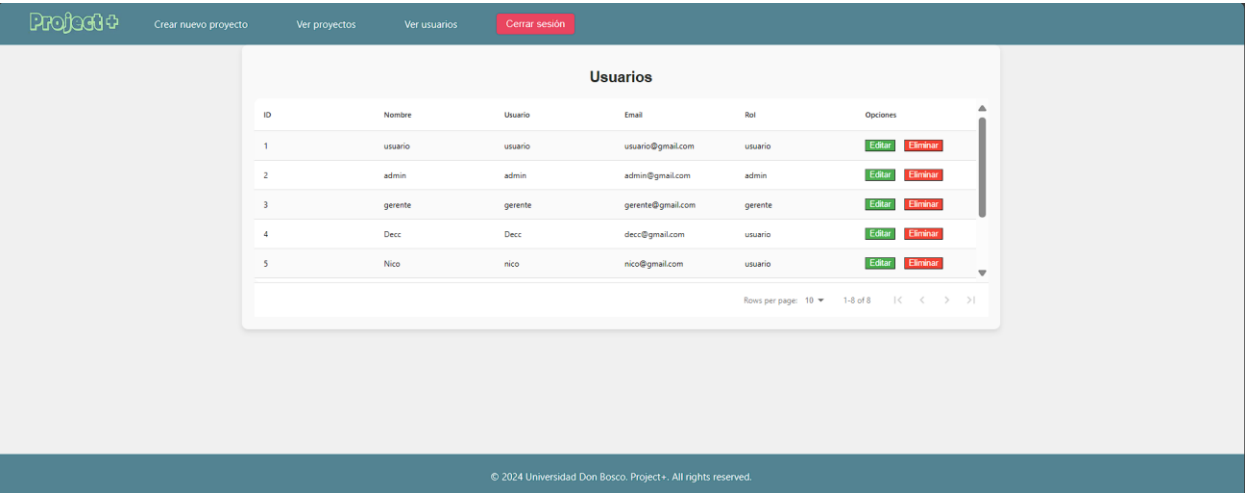 Project+ Crear nuevo proyecto Ver proyectos Ver usuarios Cerrar sesión
Usuarios
ID Nombre Usuario Email Rol Opciones
1 usuario usuario usuario@gmail.com usuario Editar Eliminar
2 admin admin admin@gmail.com admin Editar Eliminar
3 gerente gerente gerente@gmail.com gerente Editar Eliminar
4 Decc Decc decc@gmail.com usuario Editar Eliminar
5 Nico nico nico@gmail.com usuario Editar Eliminar
Rows per page: 10 1-8 of 8
© 2024 Universidad Don Bosco. Project+. All rights reserved.